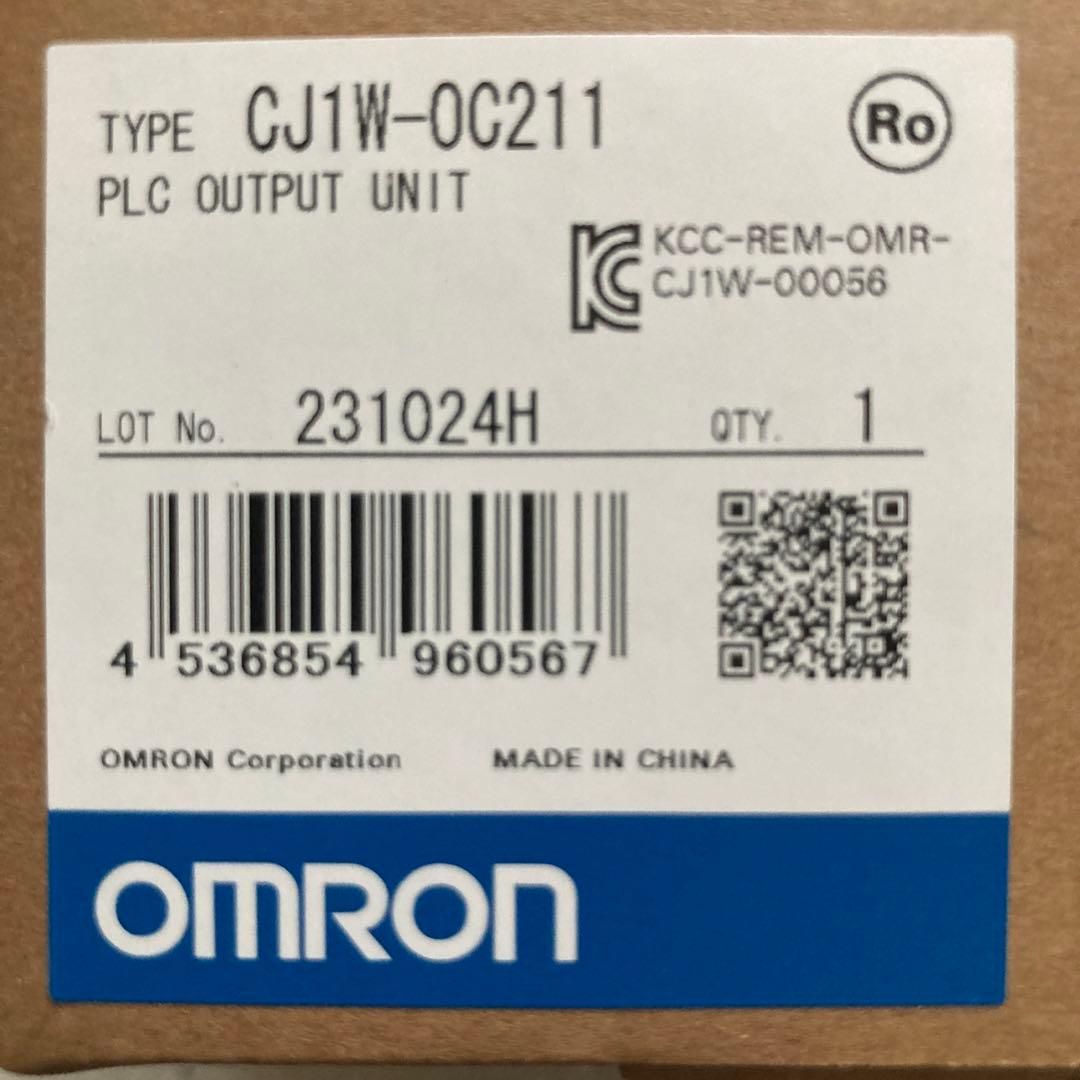 TYPE CJ1W-OC211
Ro
PLC OUTPUT UNIT
KCC-REM-OMR-
CJ1W-00056
LOT No. 231024H QTY. 1
4 536854 960567
OMRON Corporation MADE IN CHINA
OMRON